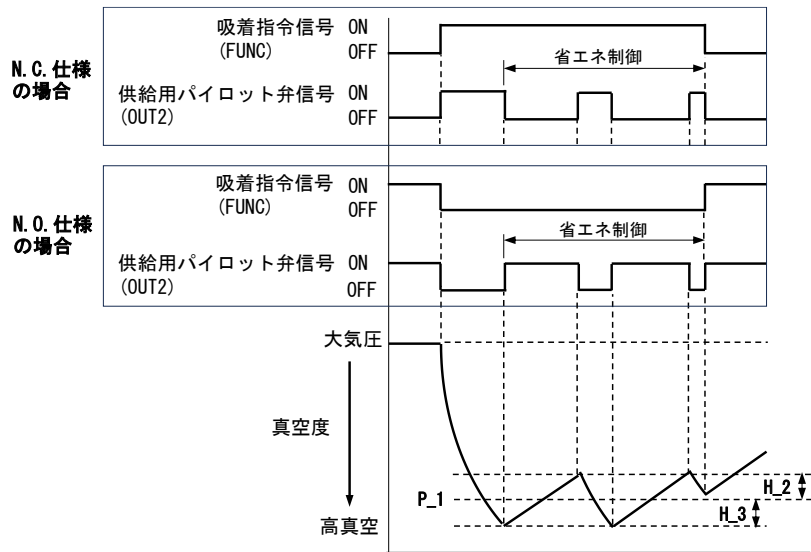 吸着指令信号 ON
(FUNC) OFF
省エネ制御
N.C.仕様
の場合
供給用パイロット弁信号 ON
(OUT2) OFF
吸着指令信号 ON
(FUNC) OFF
N.O.仕様
の場合
省エネ制御
供給用パイロット弁信号 ON
(OUT2) OFF
大気圧
真空度
P_1
H_2
H_3
高真空